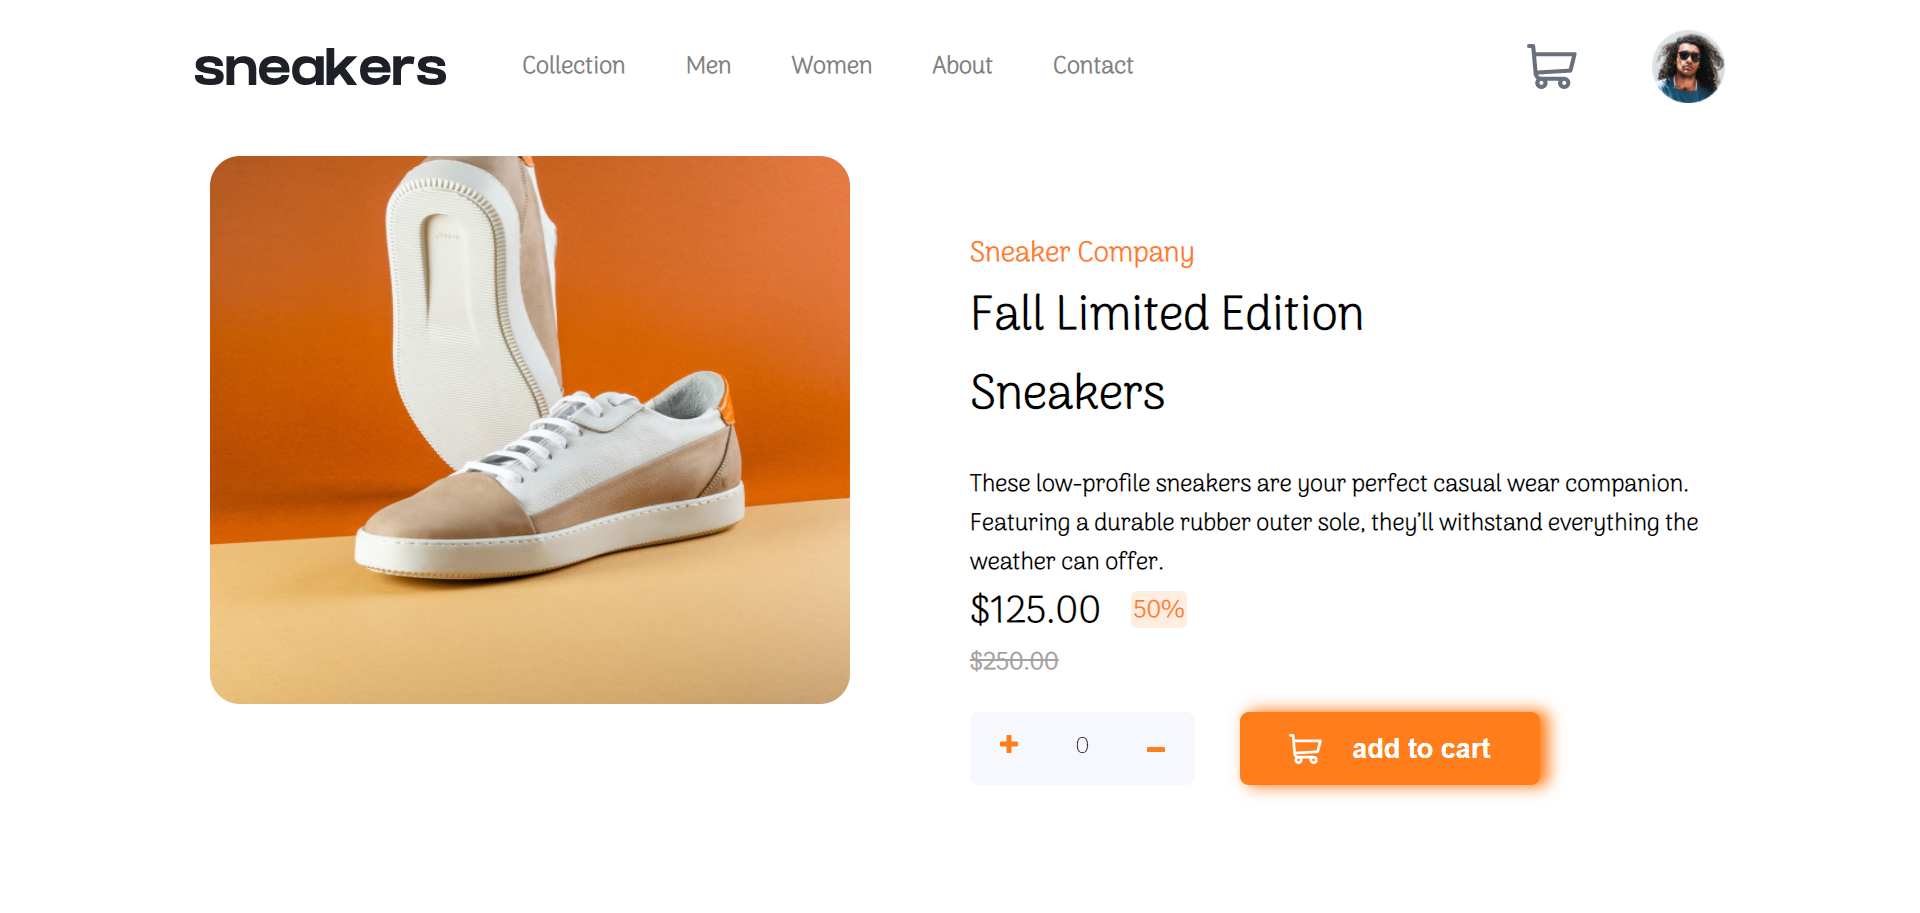 sneakers
Collection Men Women About Contact
Sneaker Company
Fall Limited Edition
Sneakers
These low-profile sneakers are your perfect casual wear companion.
Featuring a durable rubber outer sole, they’ll withstand everything the
weather can offer.
$125.00 50%
$250.00
+ 0 –
add to cart